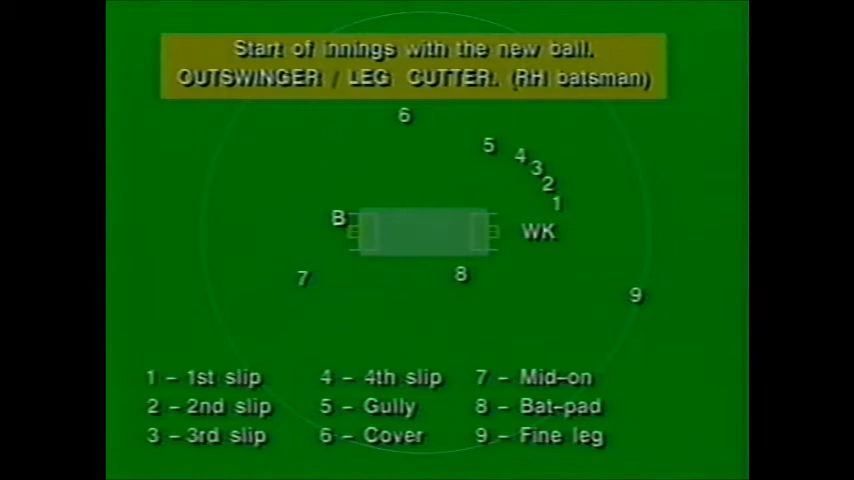 Start of innings with the new ball.
OUTSWINGER / LEG CUTTER. (RH batsman)
6
5
4
3
2
1
B
WK
7
8
9
1 – 1st slip 4 – 4th slip 7 – Mid–on
2 – 2nd slip 5 – Gully 8 – Bat–pad
3 – 3rd slip 6 – Cover 9 – Fine leg